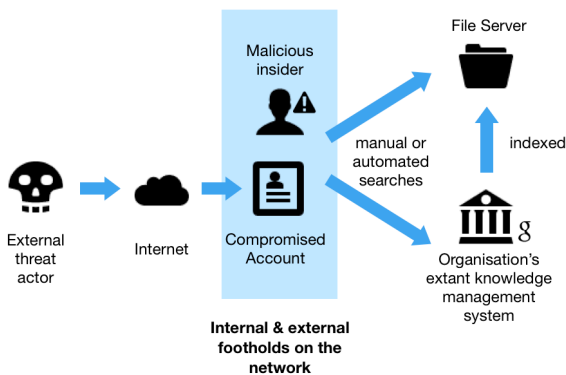 File Server
Malicious
insider
manual or
automated
searches
indexed
g
External
threat
actor
Internet
Compromised
Account
Organisation's
extant knowledge
management
system
Internal & external
footholds on the
network